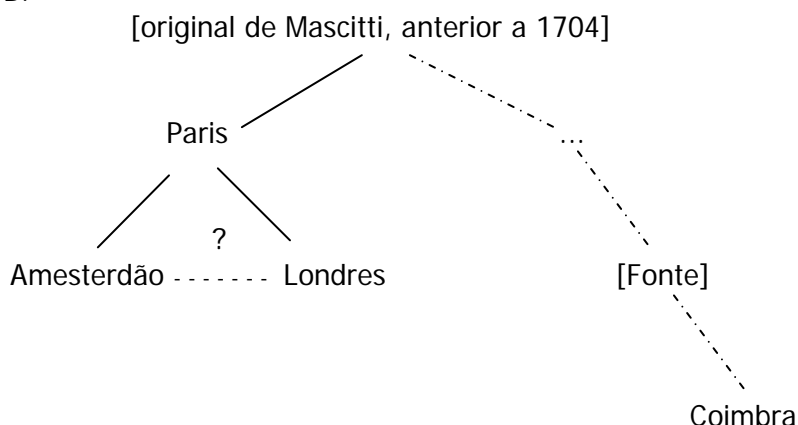 [original de Mascitti, anterior a 1704]
Paris
...
?
Amesterdão ------- Londres
[Fonte]
Coimbra